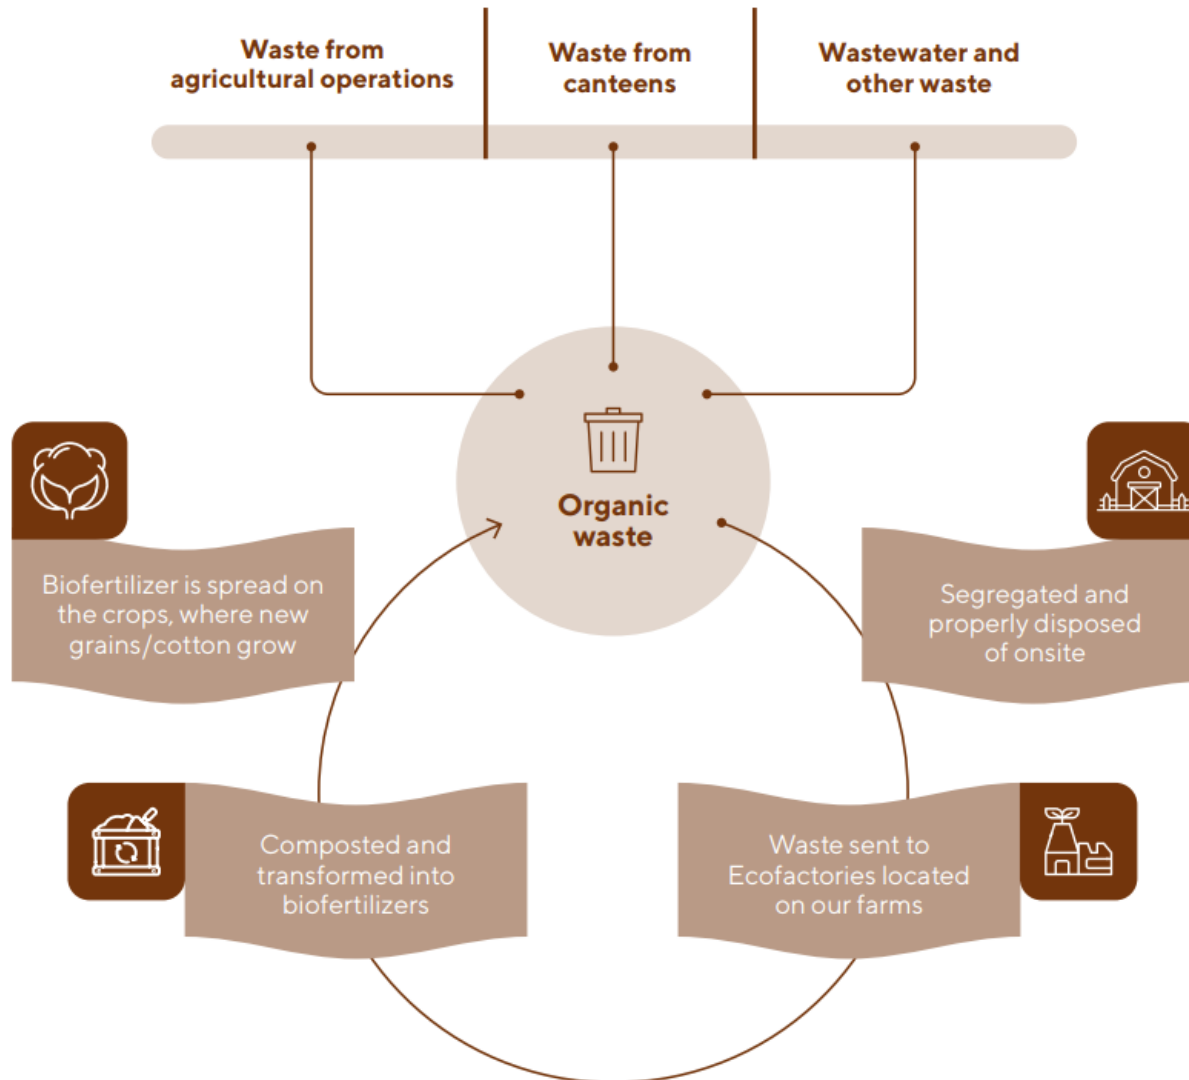 Waste from
agricultural operations
Waste from
canteens
Wastewater and
other waste
Organic
waste
Segregated and
properly disposed
of onsite
Waste sent to
Ecofactories located
on our farms
Composted and
transformed into
biofertilizers
Biofertilizer is spread on
the crops, where new
grains/cotton grow